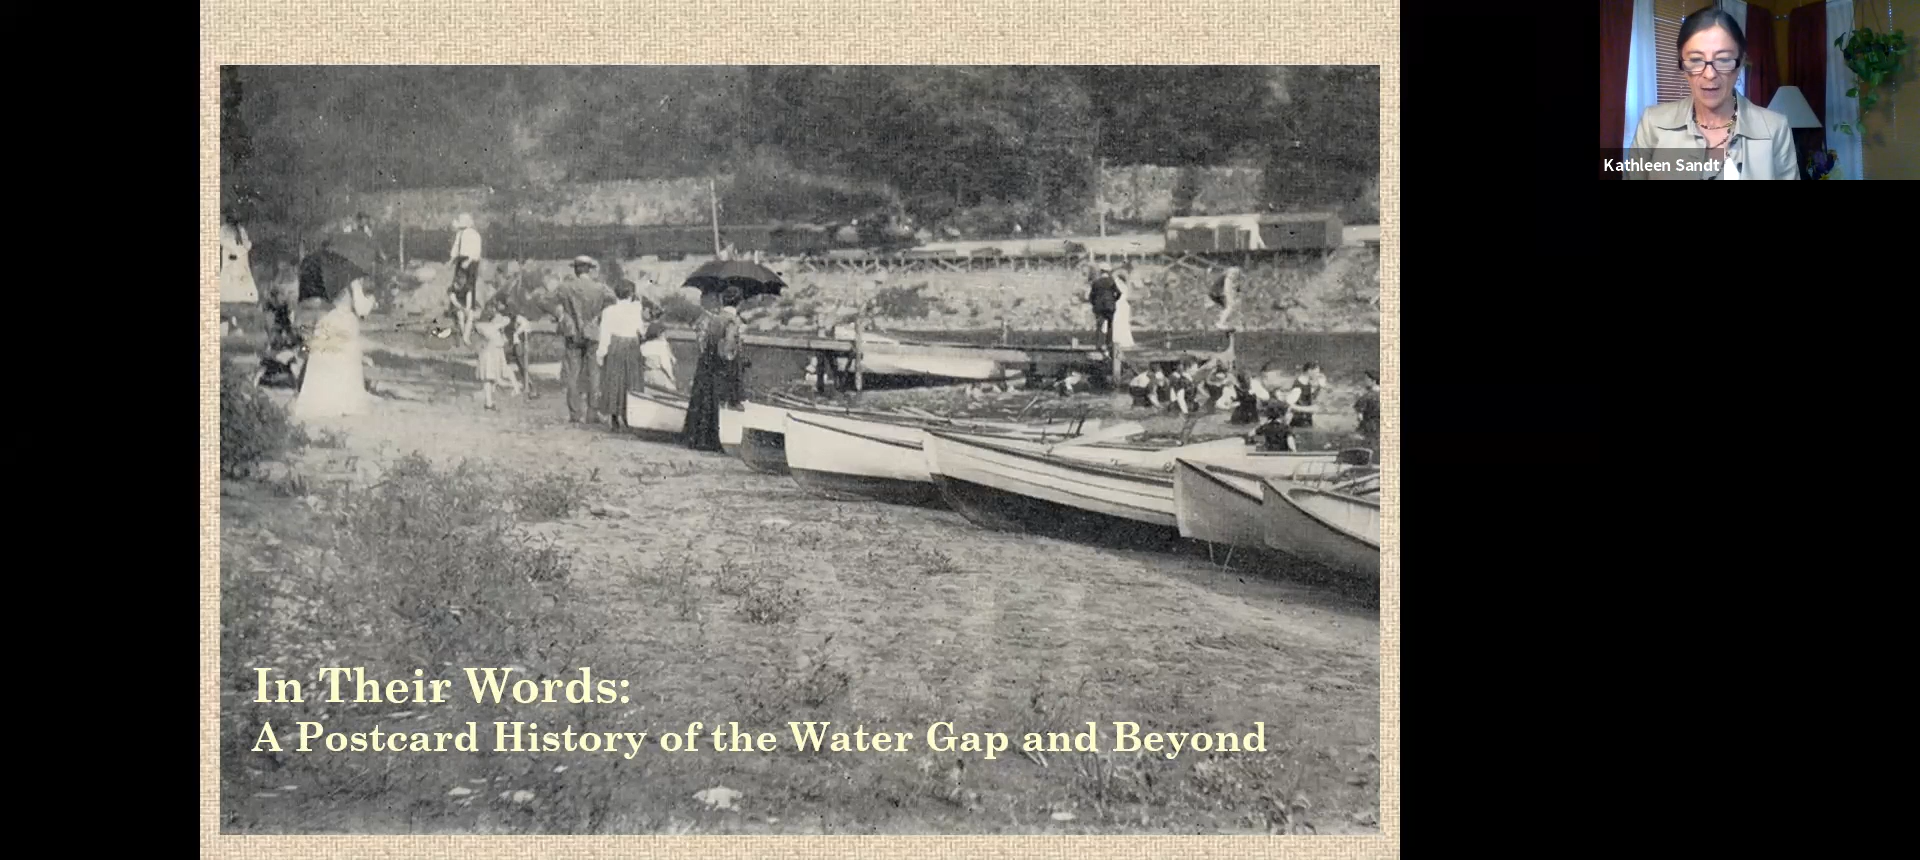 In Their Words:
A Postcard History of the Water Gap and Beyond
Kathleen Sandt